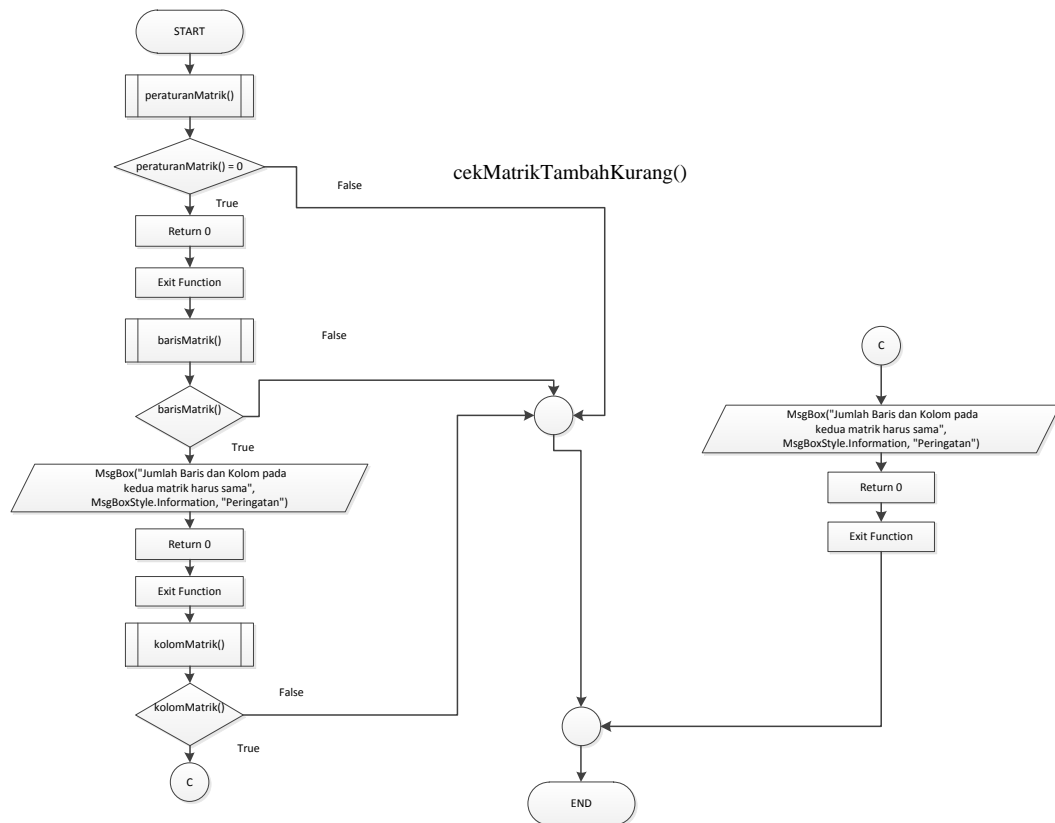 START
peraturanMatrik()
peraturanMatrik() = 0
False
cekMatrikTambahKurang()
True
Return 0
Exit Function
barisMatrik()
False
barisMatrik()
True
MsgBox("Jumlah Baris dan Kolom pada
kedua matrik harus sama",
MsgBoxStyle.Information, "Peringatan")
Return 0
Exit Function
kolomMatrik()
kolomMatrik()
False
True
C
C
MsgBox("Jumlah Baris dan Kolom pada
kedua matrik harus sama",
MsgBoxStyle.Information, "Peringatan")
Return 0
Exit Function
END